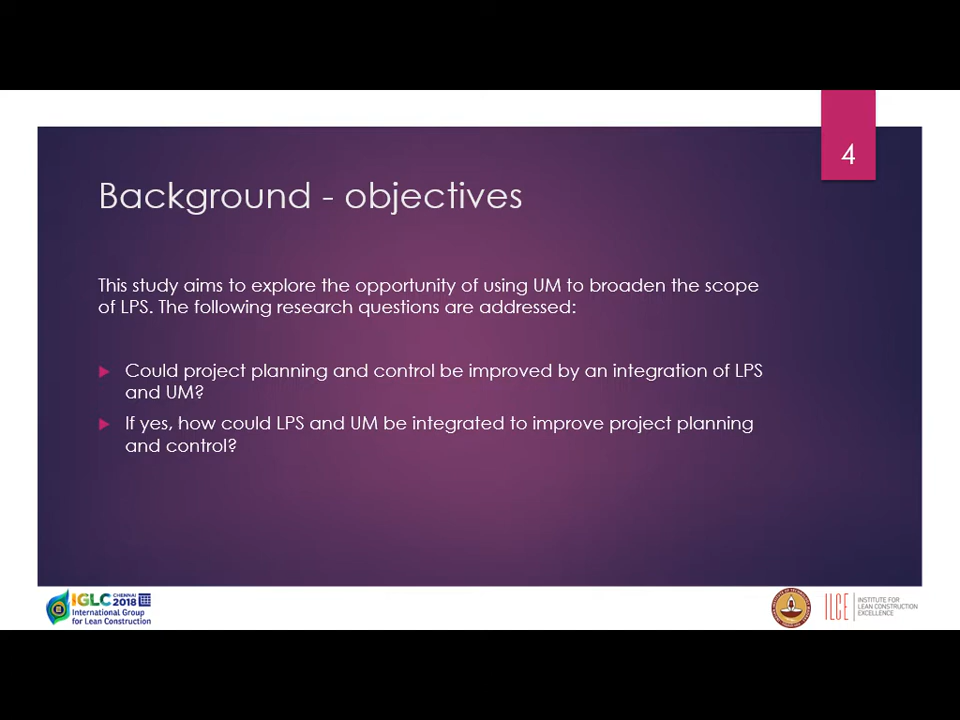 4
Background - objectives
This study aims to explore the opportunity of using UM to broaden the scope
of LPS. The following research questions are addressed:
Could project planning and control be improved by an integration of LPS
and UM?
If yes, how could LPS and UM be integrated to improve project planning
and control?
IGLC CHENNAI 2018
International Group
for Lean Construction
ILCE
INSTITUTE FOR
LEAN CONSTRUCTION
EXCELLENCE